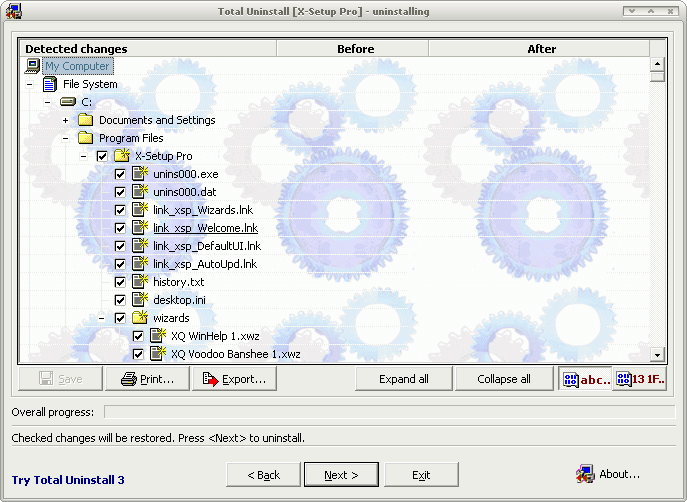 Total Uninstall [X-Setup Pro] - uninstalling
Detected changes Before After
My Computer
File System
C:
Documents and Settings
Program Files
X-Setup Pro
unins000.exe
unins000.dat
link_xsp_Wizards.lnk
link_xsp_Welcome.lnk
link_xsp_DefaultUI.lnk
link_xsp_AutoUpd.lnk
history.txt
desktop.ini
wizards
XQ WinHelp 1.xwz
XQ Voodoo Banshee 1.xwz
Save Print... Export... Expand all Collapse all abc.. 13 1F..
Overall progress:
Checked changes will be restored. Press <Next> to uninstall.
Try Total Uninstall 3 < Back Next > Exit About...